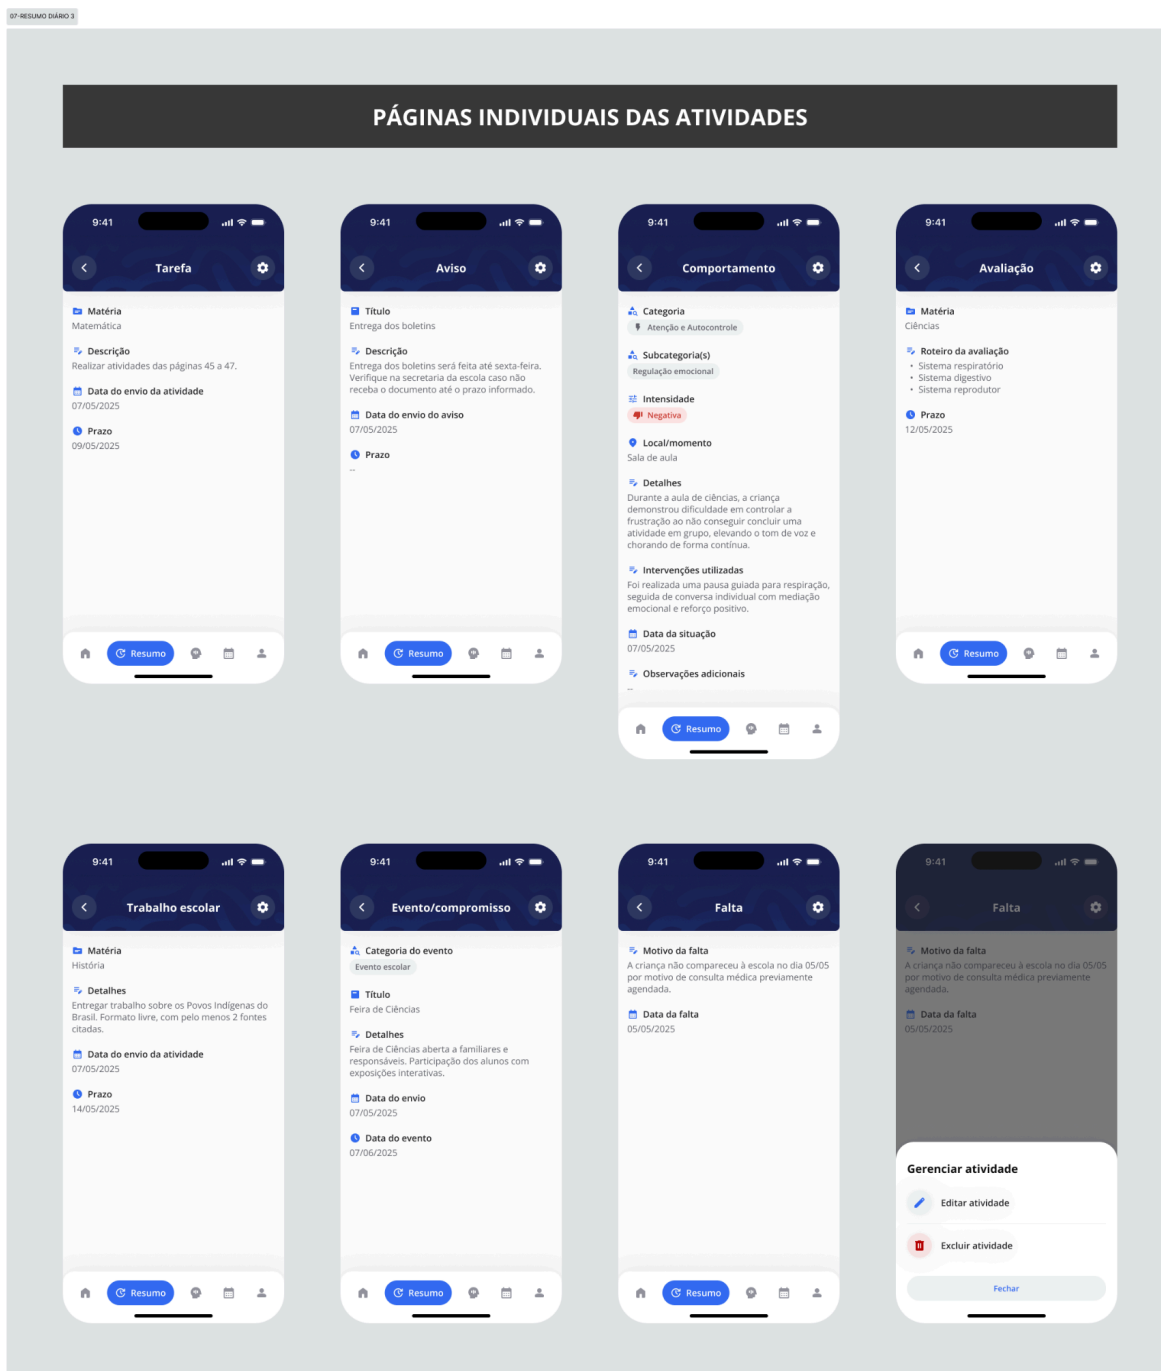 07-RESUMO DIÁRIO 3
PÁGINAS INDIVIDUAIS DAS ATIVIDADES
9:41
Tarefa
Matéria
Matemática
Descrição
Realizar atividades das páginas 45 a 47.
Data do envio da atividade
07/05/2025
Prazo
09/05/2025
Resumo
9:41
Aviso
Título
Entrega dos boletins
Descrição
Entrega dos boletins será feita até sexta-feira.
Verifique na secretaria da escola caso não
receba o documento até o prazo informado.
Data do envio do aviso
07/05/2025
Prazo
--
Resumo
9:41
Comportamento
Categoria
Atenção e Autocontrole
Subcategoria(s)
Regulação emocional
Intensidade
Negativa
Local/momento
Sala de aula
Detalhes
Durante a aula de ciências, a criança
demonstrou dificuldade em controlar a
frustração ao não conseguir concluir uma
atividade em grupo, elevando o tom de voz e
chorando de forma contínua.
Intervenções utilizadas
Foi realizada uma pausa guiada para respiração,
seguida de conversa individual com mediação
emocional e reforço positivo.
Data da situação
07/05/2025
Observações adicionais
--
Resumo
9:41
Avaliação
Matéria
Ciências
Roteiro da avaliação
• Sistema respiratório
• Sistema digestivo
• Sistema reprodutor
Prazo
12/05/2025
Resumo
9:41
Trabalho escolar
Matéria
História
Detalhes
Entregar trabalho sobre os Povos Indígenas do
Brasil. Formato livre, com pelo menos 2 fontes
citadas.
Data do envio da atividade
07/05/2025
Prazo
14/05/2025
Resumo
9:41
Evento/compromisso
Categoria do evento
Evento escolar
Título
Feira de Ciências
Detalhes
Feira de Ciências aberta a familiares e
responsáveis. Participação dos alunos com
exposições interativas.
Data do envio
07/05/2025
Data do evento
07/06/2025
Resumo
9:41
Falta
Motivo da falta
A criança não compareceu à escola no dia 05/05
por motivo de consulta médica previamente
agendada.
Data da falta
05/05/2025
Resumo
9:41
Falta
Motivo da falta
A criança não compareceu à escola no dia 05/05
por motivo de consulta médica previamente
agendada.
Data da falta
05/05/2025
Gerenciar atividade
Editar atividade
Excluir atividade
Fechar